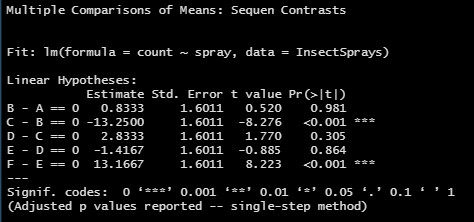 Multiple Comparisons of Means: Sequen Contrasts
Fit: lm(formula = count ~ spray, data = InsectSprays)
Linear Hypotheses:
Estimate Std. Error t value Pr(>|t|)
B - A == 0 0.8333 1.6011 0.520 0.981
C - B == 0 -13.2500 1.6011 -8.276 <0.001 ***
D - C == 0 2.8333 1.6011 1.770 0.305
E - D == 0 -1.4167 1.6011 -0.885 0.864
F - E == 0 13.1667 1.6011 8.223 <0.001 ***
---
Signif. codes: 0 ‘***’ 0.001 ‘**’ 0.01 ‘*’ 0.05 ‘.’ 0.1 ‘ ’ 1
(Adjusted p values reported -- single-step method)